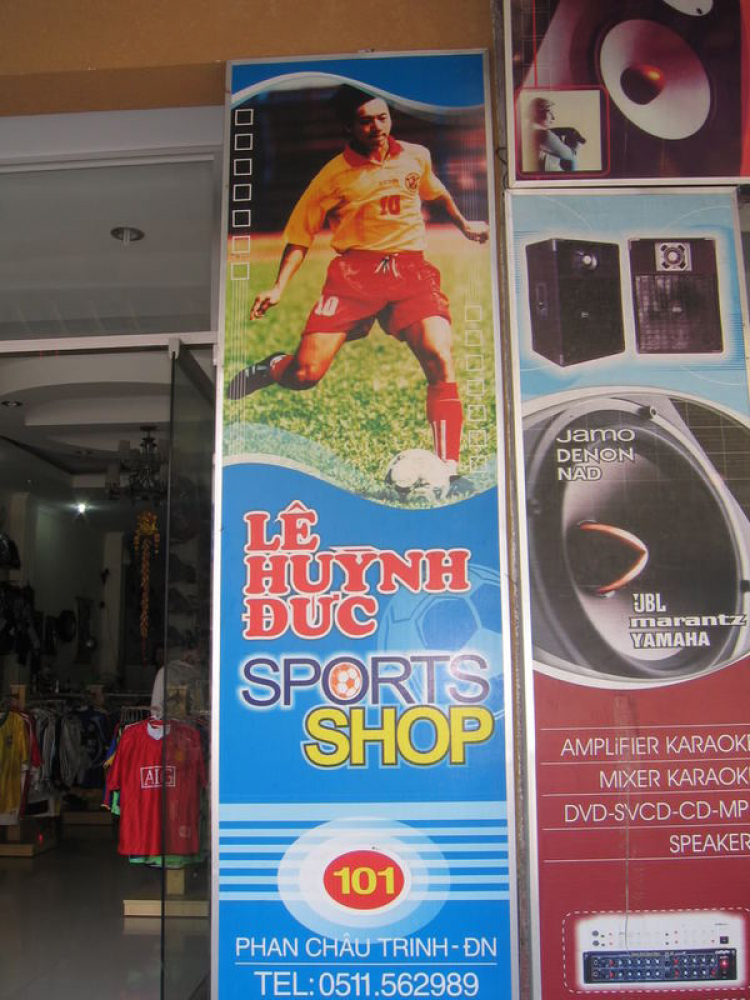 10
10
LÊ
HUỲNH
ĐỨC
SPORTS
SHOP
101
PHAN CHÂU TRINH - ĐN
TEL: 0511.562989
AIG
Jamo
DENON
NAD
JBL
marantz
YAMAHA
AMPLIFIER KARAOK
MIXER KARAOK
DVD-SVCD-CD-MP
SPEAKER